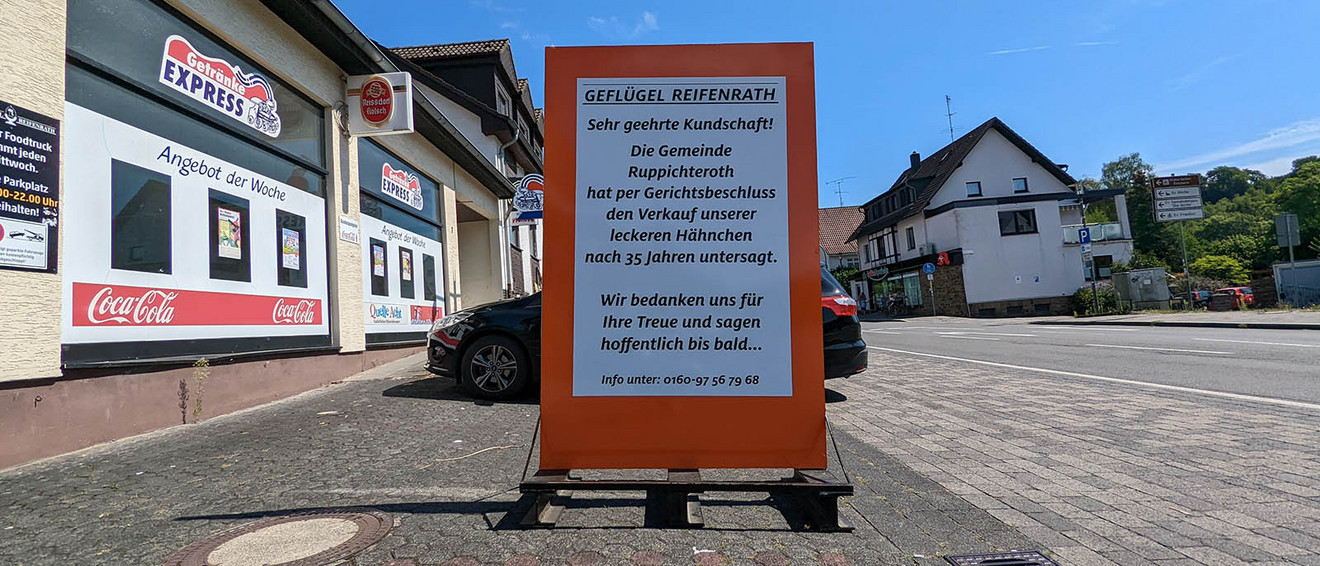 REIFENRATH
Foodtruck
jeden
Parkplatz
-22.00 Uhr
Getränke
EXPRESS
Angebot der Woche
Coca-Cola
Coca-Cola
Reissdorf
Kölsch
EXPRESS
Angebot der Woche
GEFLÜGEL REIFENRATH
Sehr geehrte Kundschaft!
Die Gemeinde
Ruppichteroth
hat per Gerichtsbeschluss
den Verkauf unserer
leckeren Hähnchen
nach 35 Jahren untersagt.
Wir bedanken uns für
Ihre Treue und sagen
hoffentlich bis bald...
Info unter: 0160-97 56 79 68
P